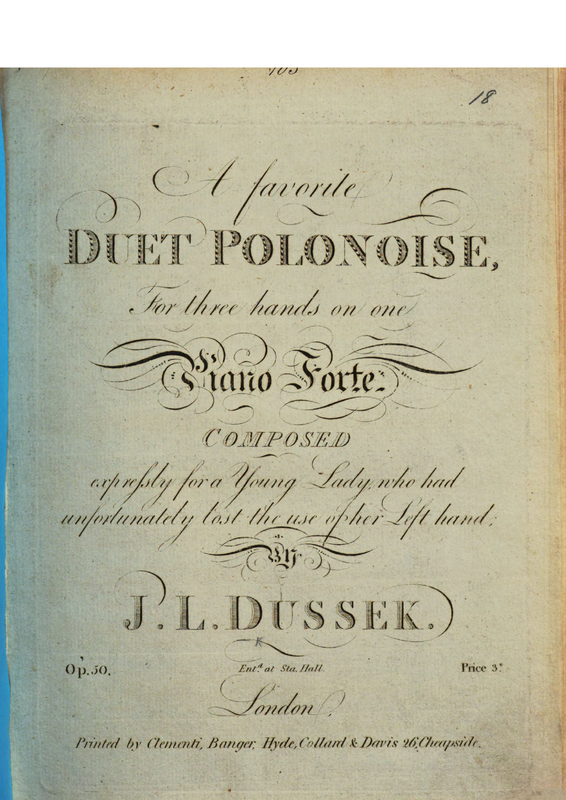 18
A favorite
DUET POLONOISE,
For three hands on one
Piano Forte.
COMPOSED
expreſsly for a Young Lady, who had
unfortunately lost the use of her Left hand;
BY
J. L. DUSSEK.
Op. 50.
Ent.d at Sta. Hall.
Price 3s
London.
Printed by Clementi, Banger, Hyde, Collard & Davis 26, Cheapside.